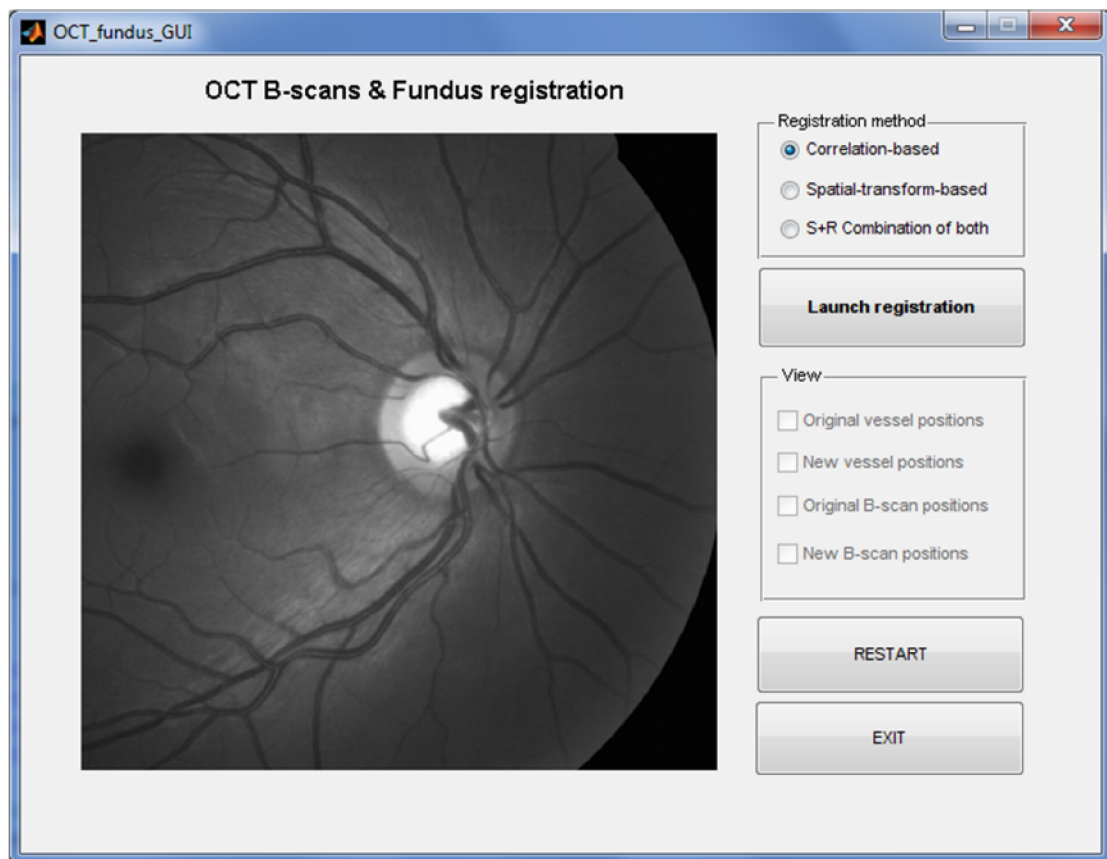 OCT_fundus_GUI
OCT B-scans & Fundus registration
Registration method
Correlation-based
Spatial-transform-based
S+R Combination of both
Launch registration
View
Original vessel positions
New vessel positions
Original B-scan positions
New B-scan positions
RESTART
EXIT